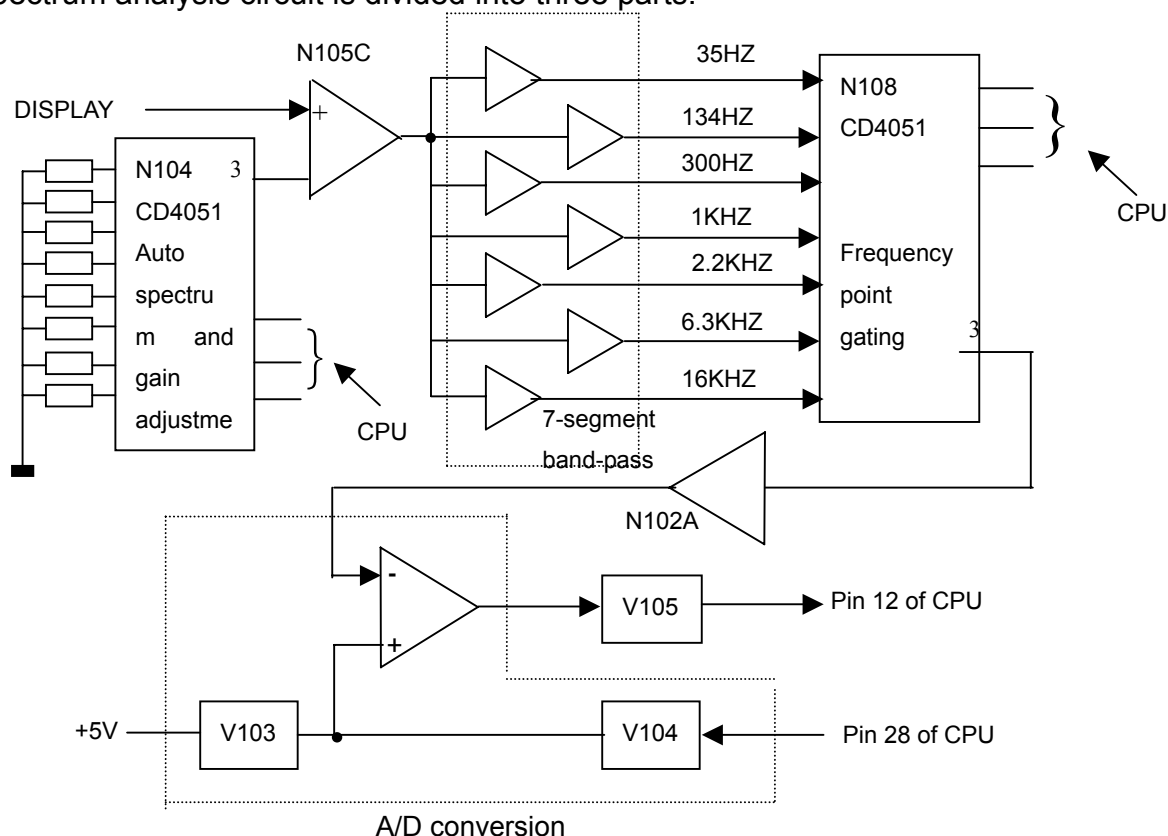 spectrum analysis circuit is divided into three parts:
N105C
35HZ
DISPLAY
+
134HZ
300HZ
1KHZ
2.2KHZ
6.3KHZ
16KHZ
N104 3
CD4051
Auto
spectru
m and
gain
adjustme
}
CPU
7-segment
band-pass
N108
CD4051
Frequency
point
gating
3
}
CPU
N102A
-
+
V105
Pin 12 of CPU
+5V
V103
V104
Pin 28 of CPU
A/D conversion